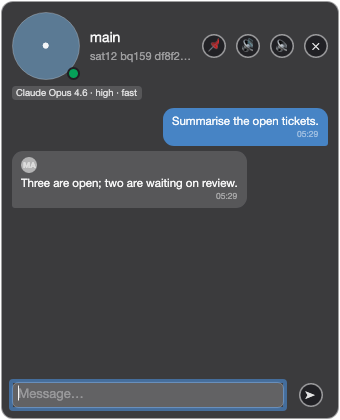 main
sat12 bq159 df8f2...
Claude Opus 4.6 · high · fast
Summarise the open tickets.
05:29
MA
Three are open; two are waiting on review.
05:29
Message...